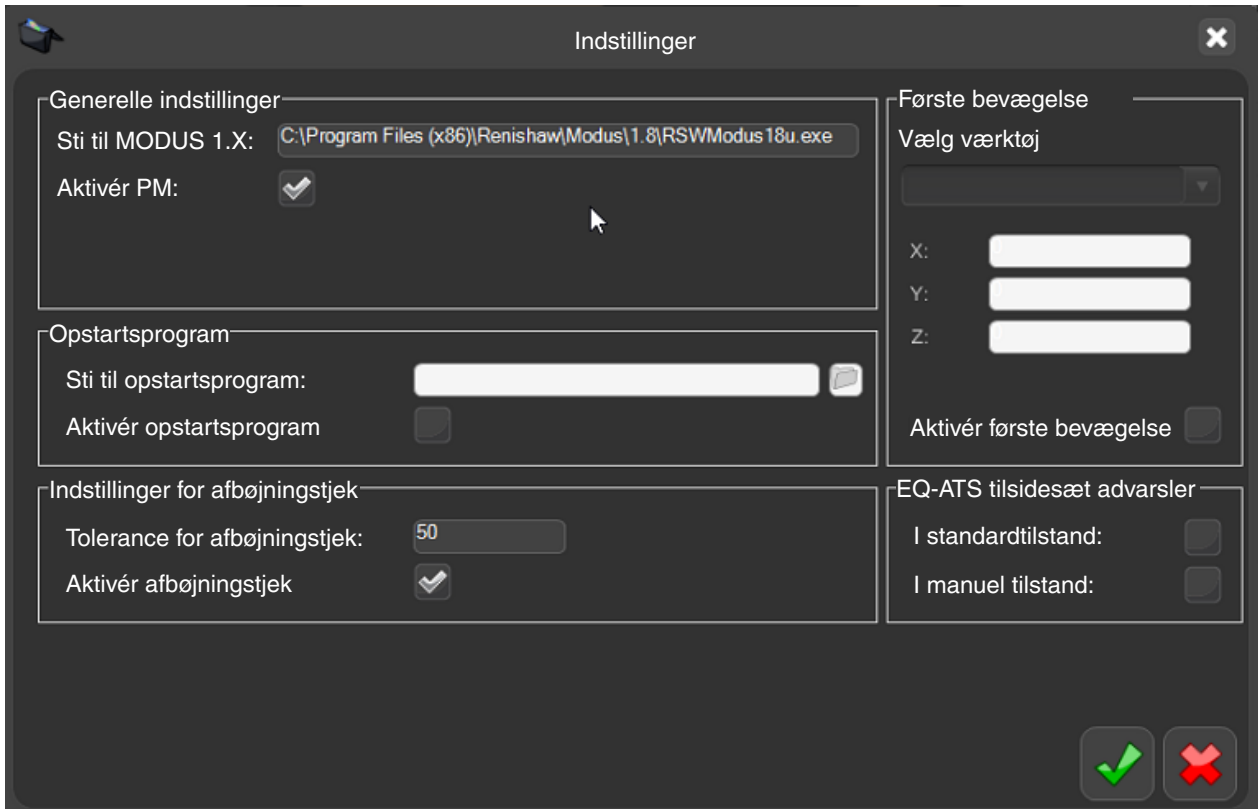 Indstillinger
Generelle indstillinger
Sti til MODUS 1.X: C:\Program Files (x86)\Renishaw\Modus\1.8\RSWModus18u.exe
Aktivér PM:
Opstartsprogram
Sti til opstartsprogram:
Aktivér opstartsprogram
Indstillinger for afbøjningstjek
Tolerance for afbøjningstjek: 50
Aktivér afbøjningstjek
Første bevægelse
Vælg værktøj
X:
Y:
Z:
Aktivér første bevægelse
EQ-ATS tilsidesæt advarsler
I standardtilstand:
I manuel tilstand: